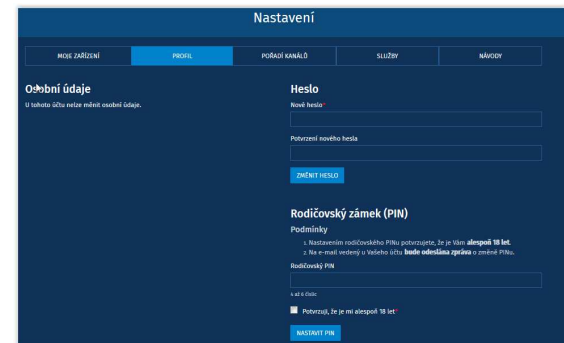 Nastavení
MOJE ZAŘÍZENÍ
PROFIL
POŘADÍ KANÁLŮ
SLUŽBY
NÁVODY
Osobní údaje
U tohoto účtu nelze měnit osobní údaje.
Heslo
Nové heslo*
Potvrzení nového hesla
ZMĚNIT HESLO
Rodičovský zámek (PIN)
Podmínky
1. Nastavením rodičovského PINu potvrzujete, že je Vám alespoň 18 let.
2. Na e-mail vedený u Vašeho účtu bude odeslána zpráva o změně PINu.
Rodičovský PIN
4 až 6 číslic
Potvrzuji, že je mi alespoň 18 let*
NASTAVIT PIN